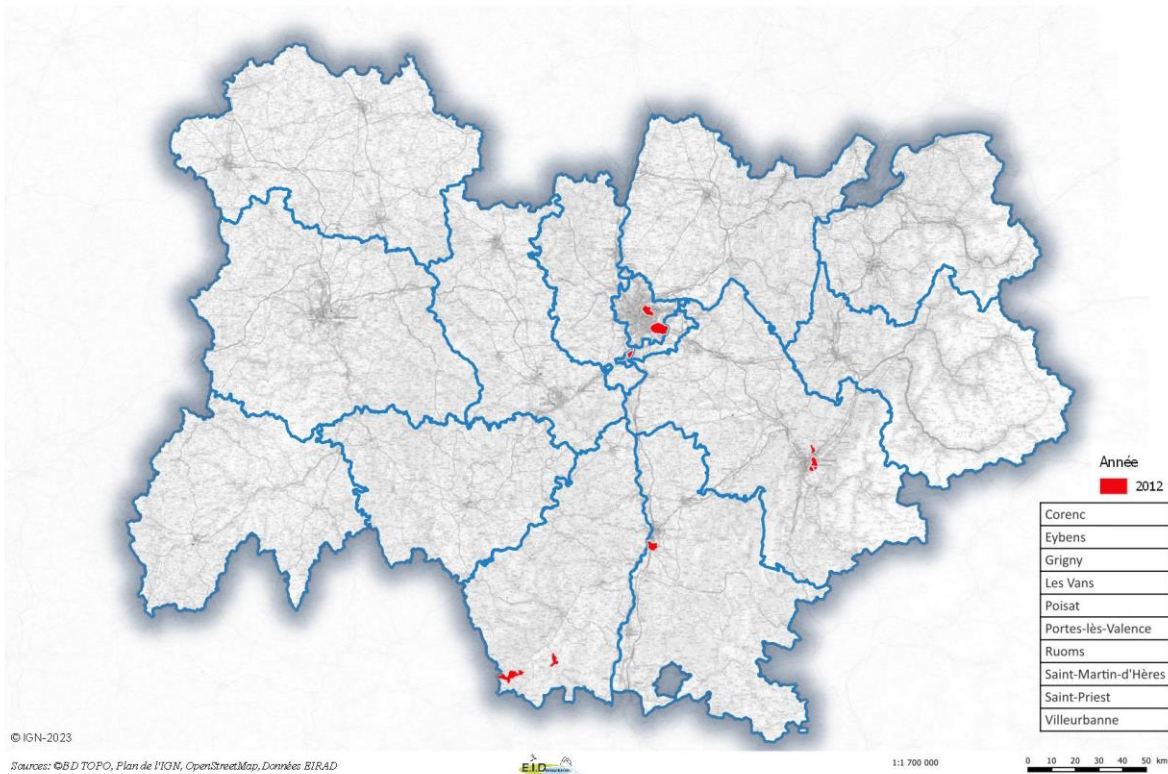 Année
2012
Corenc
Eybens
Grigny
Les Vans
Poisat
Portes-lès-Valence
Ruoms
Saint-Martin-d'Hères
Saint-Priest
Villeurbanne
© IGN-2023
Sources: ©BD TOPO, Plan de l'IGN, OpenStreetMap, Données EIRAD
E.I.D
1:1 700 000
0 10 20 30 40 50 km